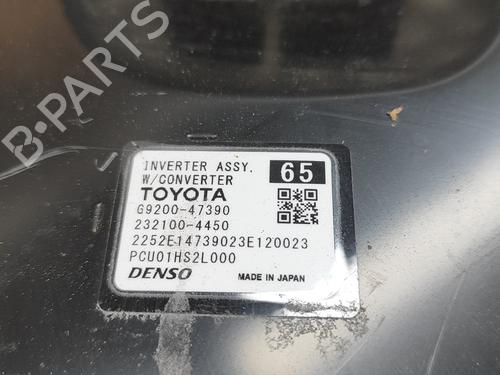 B-PARTS
INVERTER ASSY. 65
W/CONVERTER
TOYOTA
G9200-47390
232100-4450
2252E14739023E120023
PCU01HS2L000
DENSO MADE IN JAPAN